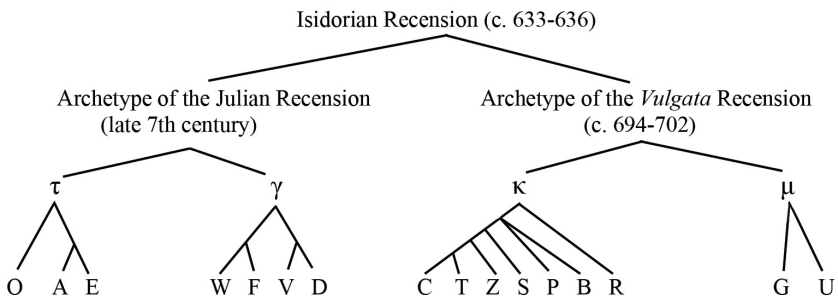 Isidorian Recension (c. 633-636)
Archetype of the Julian Recension
(late 7th century)
Archetype of the Vulgata Recension
(c. 694-702)
τ γ κ μ
O A E W F V D C T Z S P B R G U